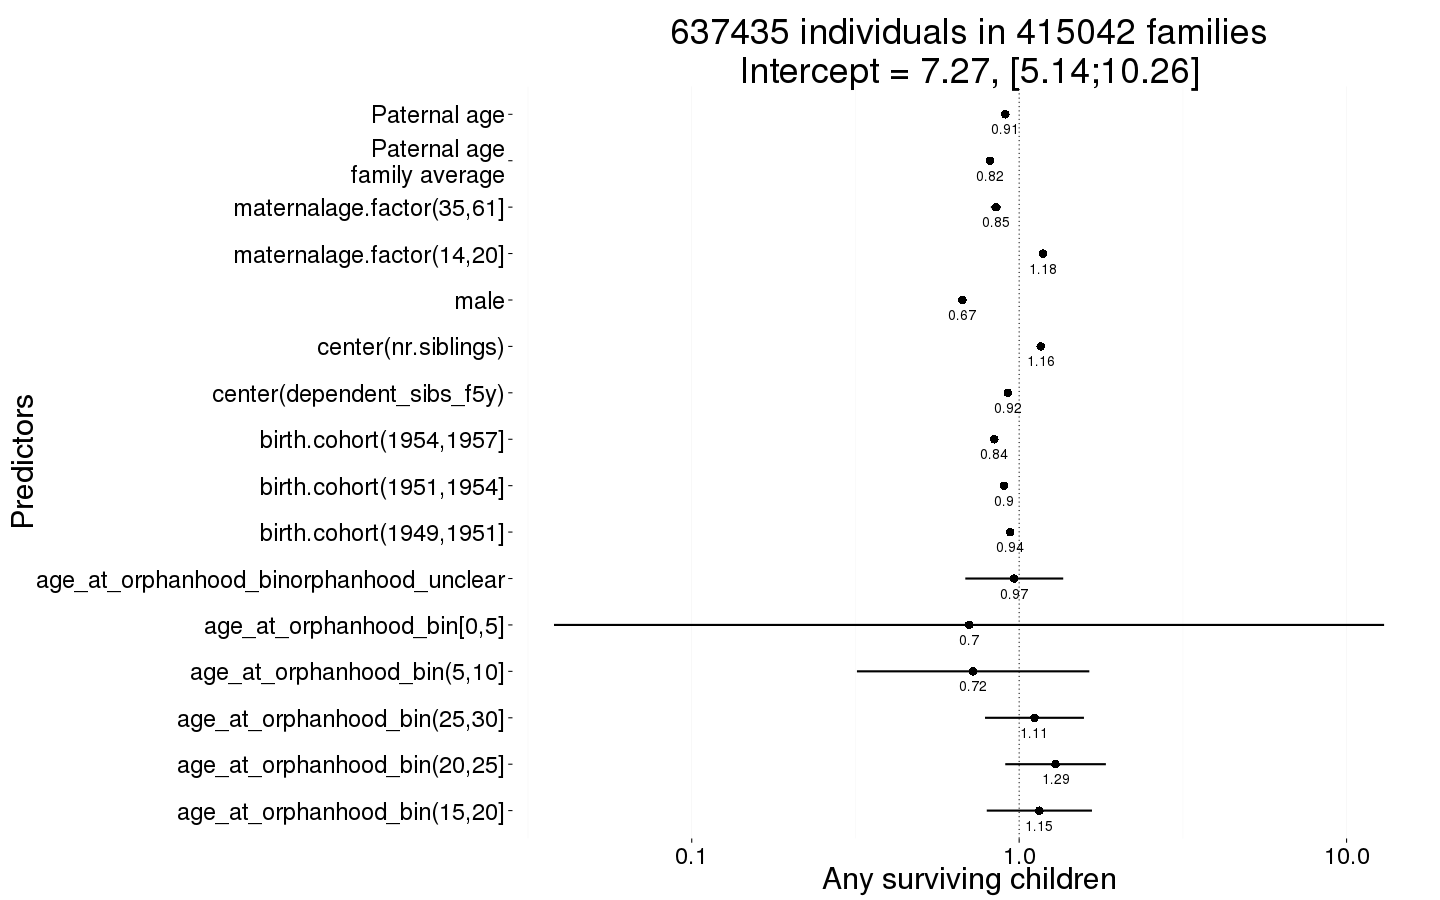 637435 individuals in 415042 families
Intercept = 7.27, [5.14;10.26]
Predictors
Paternal age
0.91
Paternal age
family average
0.82
maternalage.factor(35,61]
0.85
maternalage.factor(14,20]
1.18
male
0.67
center(nr.siblings)
1.16
center(dependent_sibs_f5y)
0.92
birth.cohort(1954,1957]
0.84
birth.cohort(1951,1954]
0.9
birth.cohort(1949,1951]
0.94
age_at_orphanhood_binorphanhood_unclear
0.97
age_at_orphanhood_bin[0,5]
0.7
age_at_orphanhood_bin(5,10]
0.72
age_at_orphanhood_bin(25,30]
1.11
age_at_orphanhood_bin(20,25]
1.29
age_at_orphanhood_bin(15,20]
1.15
0.1 1.0 10.0
Any surviving children